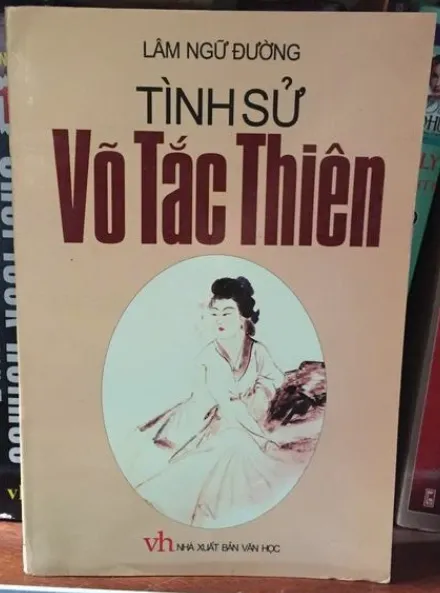 LÂM NGỮ ĐƯỜNG
TÌNH SỬ
Võ Tắc Thiên
vh NHÀ XUẤT BẢN VĂN HỌC